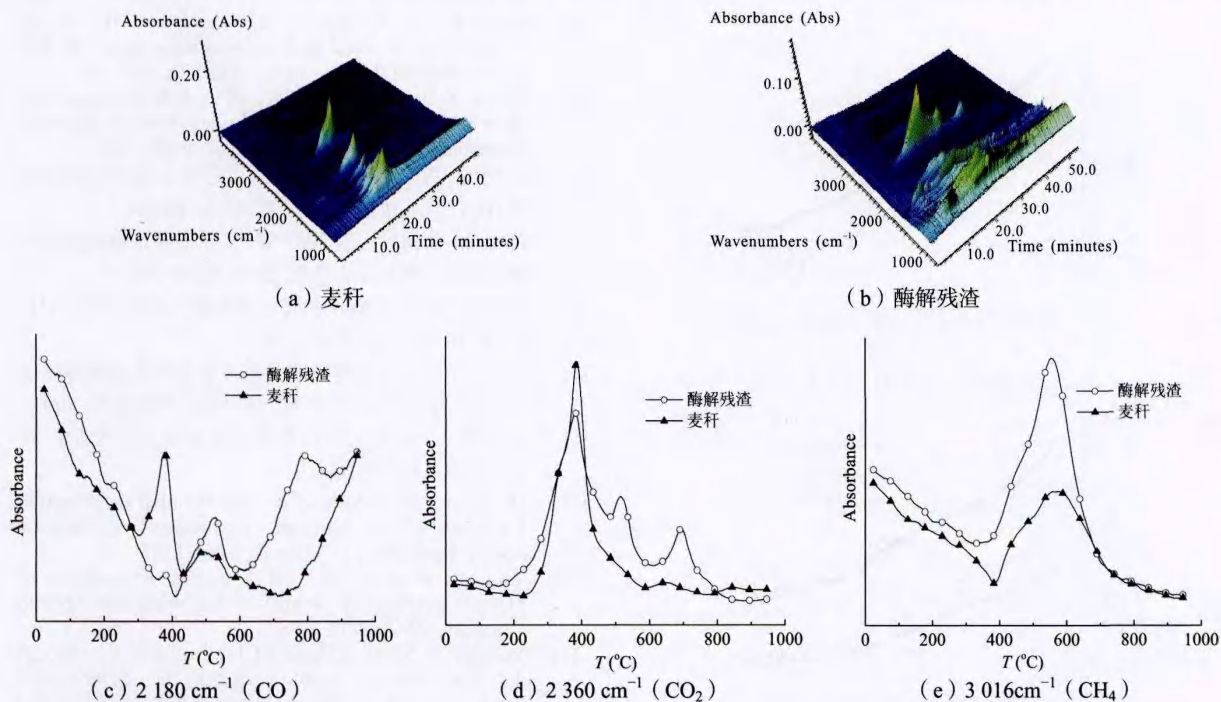 Absorbance (Abs)
0.20
0.00
3000
2000
1000
Wavenumbers (cm⁻¹)
10.0
20.0
30.0
40.0
Time (minutes)
(a)麦秆
Absorbance (Abs)
0.10
0.00
3000
2000
1000
Wavenumbers (cm⁻¹)
10.0
20.0
30.0
40.0
50.0
Time (minutes)
(b)酶解残渣
Absorbance
酶解残渣
麦秆
0 200 400 600 800 1000
T (°C)
(c)2 180 cm⁻¹(CO)
Absorbance
酶解残渣
麦秆
0 200 400 600 800 1000
T (°C)
(d)2 360 cm⁻¹(CO₂)
Absorbance
酶解残渣
麦秆
0 200 400 600 800 1000
T (°C)
(e)3 016cm⁻¹(CH₄)